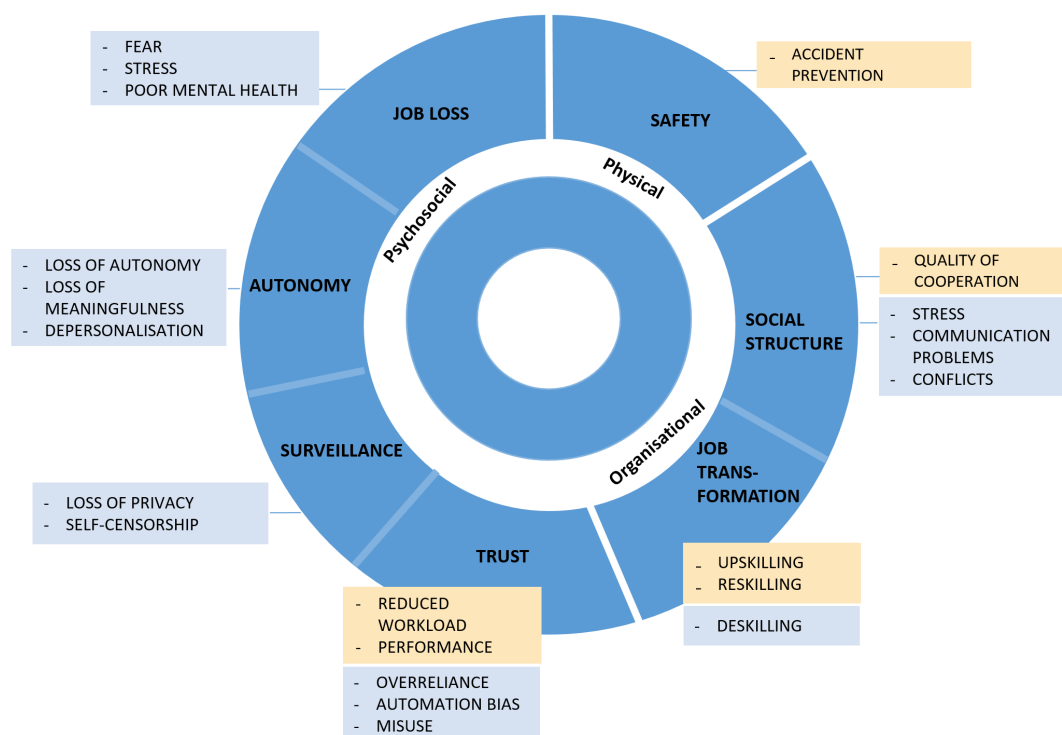 - FEAR
- STRESS
- POOR MENTAL HEALTH
JOB LOSS
- ACCIDENT
PREVENTION
SAFETY
Psychosocial
Physical
Organisational
- LOSS OF AUTONOMY
- LOSS OF
MEANINGFULNESS
- DEPERSONALISATION
AUTONOMY
- QUALITY OF
COOPERATION
- STRESS
- COMMUNICATION
PROBLEMS
- CONFLICTS
SOCIAL
STRUCTURE
SURVEILLANCE
- LOSS OF PRIVACY
- SELF-CENSORSHIP
JOB
TRANS-
FORMATION
- UPSKILLING
- RESKILLING
- DESKILLING
TRUST
- REDUCED
WORKLOAD
- PERFORMANCE
- OVERRELIANCE
- AUTOMATION BIAS
- MISUSE